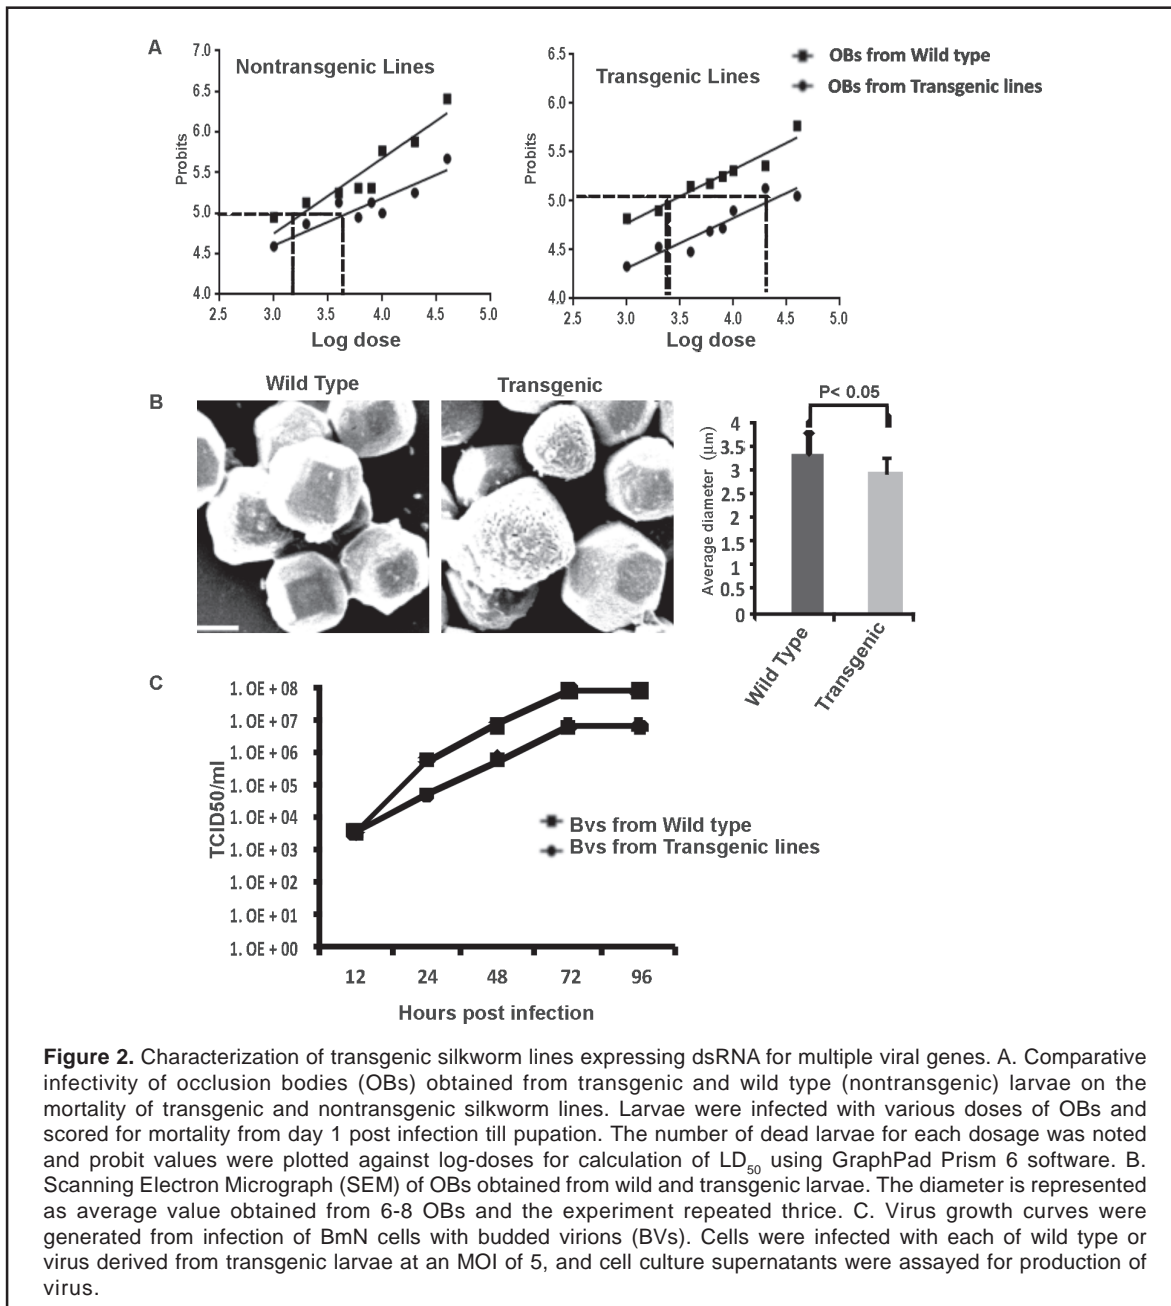 A
Nontransgenic Lines
Probits
7.0
6.5
6.0
5.5
5.0
4.5
4.0
2.5 3.0 3.5 4.0 4.5 5.0
Log dose
Transgenic Lines
Probits
6.5
6.0
5.5
5.0
4.5
4.0
2.5 3.0 3.5 4.0 4.5 5.0
Log dose
OBs from Wild type
OBs from Transgenic lines
B
Wild Type
Transgenic
P< 0.05
Average diameter (µm)
4
3.5
3
2.5
2
1.5
1
0.5
0
Wild Type
Transgenic
C
TCID50/ml
1. 0E + 08
1. 0E + 07
1. 0E + 06
1. 0E + 05
1. 0E + 04
1. 0E + 03
1. 0E + 02
1. 0E + 01
1. 0E + 00
12 24 48 72 96
Hours post infection
Bvs from Wild type
Bvs from Transgenic lines
Figure 2. Characterization of transgenic silkworm lines expressing dsRNA for multiple viral genes. A. Comparative
infectivity of occlusion bodies (OBs) obtained from transgenic and wild type (nontransgenic) larvae on the
mortality of transgenic and nontransgenic silkworm lines. Larvae were infected with various doses of OBs and
scored for mortality from day 1 post infection till pupation. The number of dead larvae for each dosage was noted
and probit values were plotted against log-doses for calculation of LD50 using GraphPad Prism 6 software. B.
Scanning Electron Micrograph (SEM) of OBs obtained from wild and transgenic larvae. The diameter is represented
as average value obtained from 6-8 OBs and the experiment repeated thrice. C. Virus growth curves were
generated from infection of BmN cells with budded virions (BVs). Cells were infected with each of wild type or
virus derived from transgenic larvae at an MOI of 5, and cell culture supernatants were assayed for production of
virus.